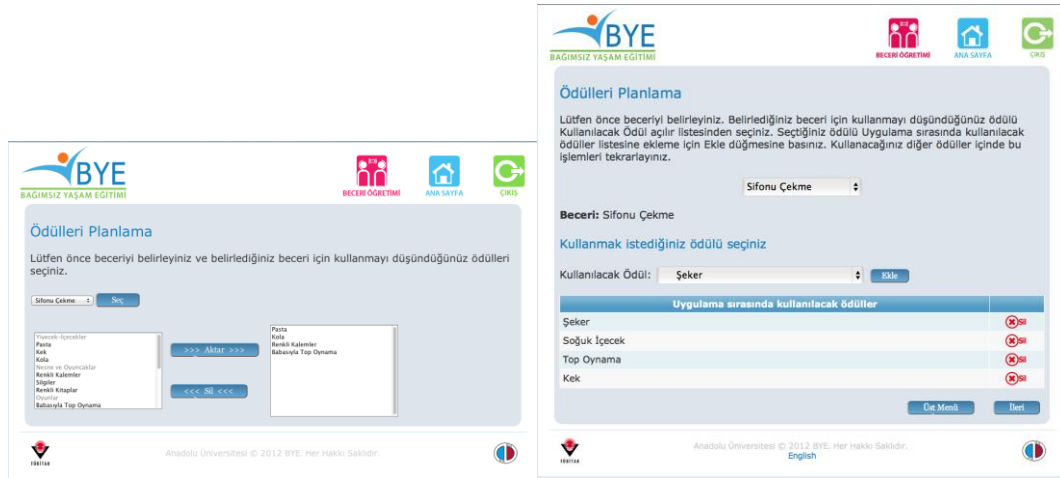 BYE
BAĞIMSIZ YAŞAM EĞİTİMİ
BECERİ ÖĞRETİMİ
ANA SAYFA
ÇIKIŞ
Ödülleri Planlama
Lütfen önce beceriyi belirleyiniz ve belirlediğiniz beceri için kullanmayı düşündüğünüz ödülleri
seçiniz.
Sifonu Çekme
Seç
Yiyecek-İçecekler
Pasta
Kek
Kola
Nesne ve Oyuncaklar
Renkli Kalemler
Silgiler
Renkli Kitaplar
Oyunlar
Babasıyla Top Oynama
>>> Aktar >>>
<<< Sil <<<
Pasta
Kola
Renkli Kalemler
Babasıyla Top Oynama
TÜBİTAK
Anadolu Üniversitesi © 2012 BYE. Her Hakkı Saklıdır.
BYE
BAĞIMSIZ YAŞAM EĞİTİMİ
BECERİ ÖĞRETİMİ
ANA SAYFA
ÇIKIŞ
Ödülleri Planlama
Lütfen önce beceriyi belirleyiniz. Belirlediğiniz beceri için kullanmayı düşündüğünüz ödülü
Kullanılacak Ödül açılır listesinden seçiniz. Seçtiğiniz ödülü Uygulama sırasında kullanılacak
ödüller listesine ekleme için Ekle düğmesine basınız. Kullanacağınız diğer ödüller içinde bu
işlemleri tekrarlayınız.
Sifonu Çekme
Beceri: Sifonu Çekme
Kullanmak istediğiniz ödülü seçiniz
Kullanılacak Ödül: Şeker Ekle
Uygulama sırasında kullanılacak ödüller
Şeker Sil
Soğuk İçecek Sil
Top Oynama Sil
Kek Sil
Üst Menü İleri
TÜBİTAK
Anadolu Üniversitesi © 2012 BYE. Her Hakkı Saklıdır.
English